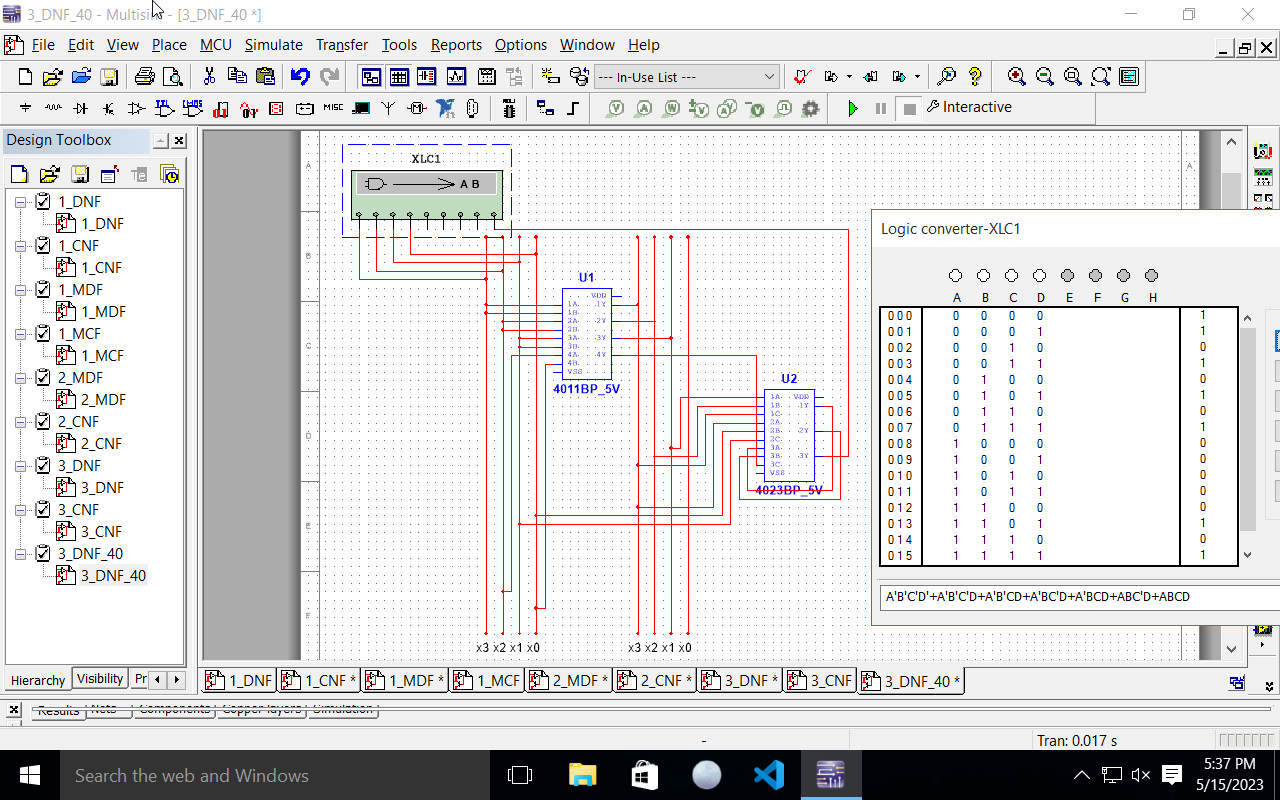 3_DNF_40 - Multisim - [3_DNF_40 *]
File Edit View Place MCU Simulate Transfer Tools Reports Options Window Help
--- In-Use List ---
MISC
Interactive
Design Toolbox
1_DNF
1_DNF
1_CNF
1_CNF
1_MDF
1_MDF
1_MCF
1_MCF
2_MDF
2_MDF
2_CNF
2_CNF
3_DNF
3_DNF
3_CNF
3_CNF
3_DNF_40
3_DNF_40
Hierarchy Visibility Pr
XLC1
A B
U1
VDD
1A 1Y
1B
2A 2Y
2B
3A 3Y
3B
4A 4Y
4B
VSS
4011BP_5V
U2
1A VDD
1B 1Y
1C
2A
2B 2Y
2C
3A
3B 3Y
3C
VSS
4023BP_5V
x3 x2 x1 x0
x3 x2 x1 x0
A
B
C
D
E
F
A
Logic converter-XLC1
A B C D E F G H
000 0 0 0 0 1
001 0 0 0 1 1
002 0 0 1 0 0
003 0 0 1 1 1
004 0 1 0 0 0
005 0 1 0 1 1
006 0 1 1 0 0
007 0 1 1 1 1
008 1 0 0 0 0
009 1 0 0 1 0
010 1 0 1 0 0
011 1 0 1 1 0
012 1 1 0 0 0
013 1 1 0 1 1
014 1 1 1 0 0
015 1 1 1 1 1
A'B'C'D'+A'B'C'D+A'B'CD+A'BC'D+A'BCD+ABC'D+ABCD
1_DNF 1_CNF * 1_MDF * 1_MCF 2_MDF * 2_CNF * 3_DNF * 3_CNF 3_DNF_40 *
Results Nets Components Copper layers Simulation
-
Tran: 0.017 s
Search the web and Windows
5:37 PM
5/15/2023